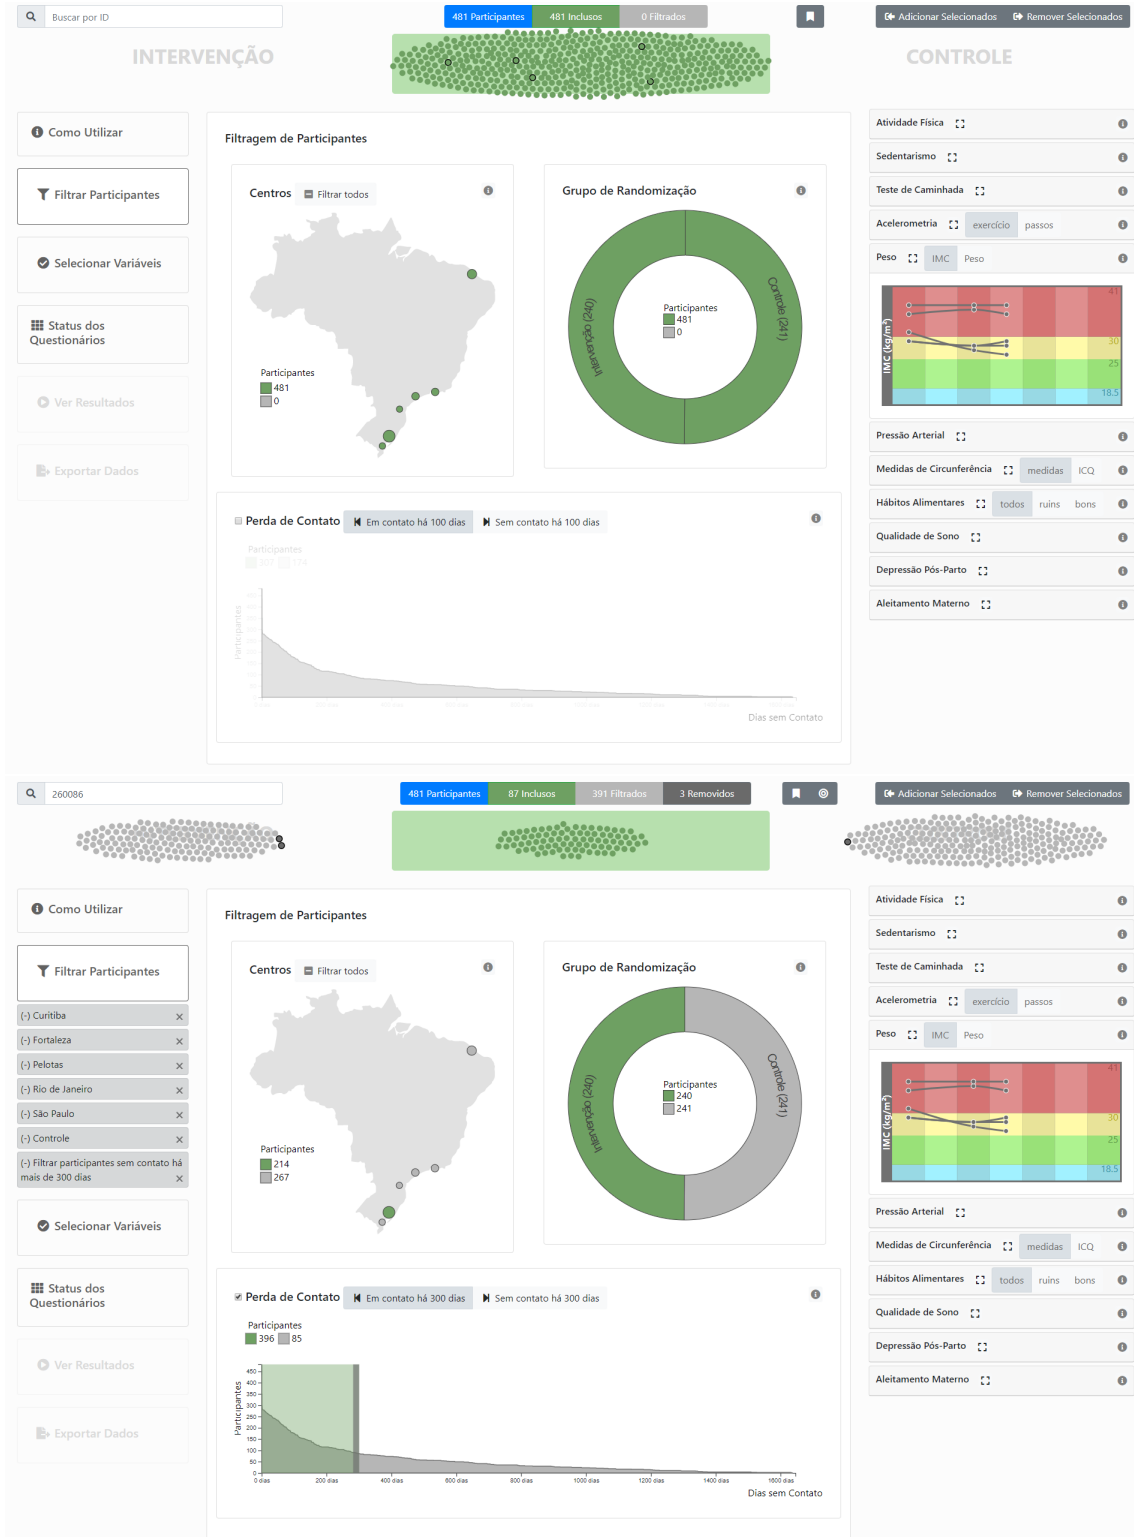 Buscar por ID
481 Participantes 481 Inclusos 0 Filtrados
Adicionar Selecionados Remover Selecionados
INTERVENÇÃO
CONTROLE
Como Utilizar
Filtrar Participantes
Selecionar Variáveis
Status dos
Questionários
Ver Resultados
Exportar Dados
Filtragem de Participantes
Centros Filtrar todos
Participantes
481
0
Grupo de Randomização
Intervenção (240)
Controle (241)
Participantes
481
0
Perda de Contato Em contato há 100 dias Sem contato há 100 dias
Participantes
307 174
Participantes
Dias sem Contato
Atividade Física
Sedentarismo
Teste de Caminhada
Acelerometria exercício passos
Peso IMC Peso
IMC (kg/m²)
41
30
25
18.5
Pressão Arterial
Medidas de Circunferência medidas ICQ
Hábitos Alimentares todos ruins bons
Qualidade de Sono
Depressão Pós-Parto
Aleitamento Materno
260086
481 Participantes 87 Inclusos 391 Filtrados 3 Removidos
Adicionar Selecionados Remover Selecionados
Como Utilizar
Filtrar Participantes
(-) Curitiba
(-) Fortaleza
(-) Pelotas
(-) Rio de Janeiro
(-) São Paulo
(-) Controle
(-) Filtrar participantes sem contato há
mais de 300 dias
Selecionar Variáveis
Status dos
Questionários
Ver Resultados
Exportar Dados
Filtragem de Participantes
Centros Filtrar todos
Participantes
214
267
Grupo de Randomização
Intervenção (240)
Controle (241)
Participantes
240
241
Perda de Contato Em contato há 300 dias Sem contato há 300 dias
Participantes
396 85
Participantes
450
400
350
300
250
200
150
100
50
0
0 dias 200 dias 400 dias 600 dias 800 dias 1000 dias 1200 dias 1400 dias 1600 dias
Dias sem Contato
Atividade Física
Sedentarismo
Teste de Caminhada
Acelerometria exercício passos
Peso IMC Peso
IMC (kg/m²)
41
30
25
18.5
Pressão Arterial
Medidas de Circunferência medidas ICQ
Hábitos Alimentares todos ruins bons
Qualidade de Sono
Depressão Pós-Parto
Aleitamento Materno